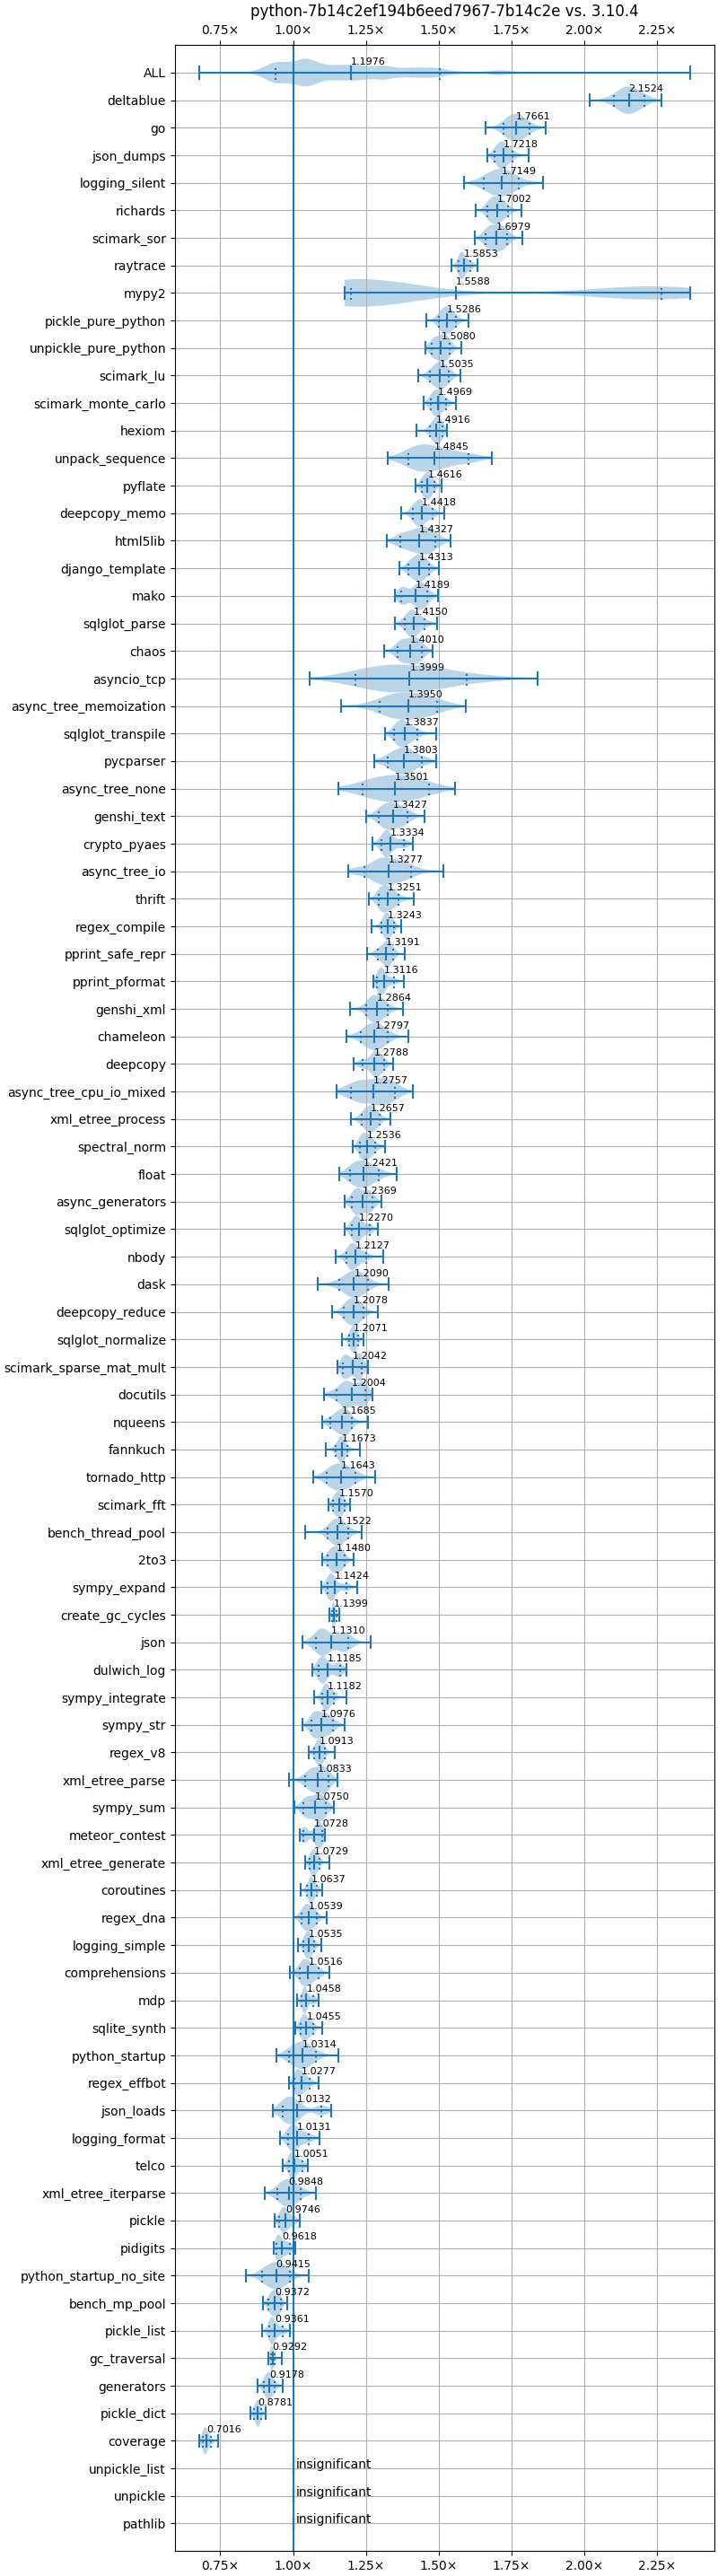 python-7b14c2ef194b6eed7967-7b14c2e vs. 3.10.4
0.75× 1.00× 1.25× 1.50× 1.75× 2.00× 2.25×
ALL 1.1976
deltablue 2.1524
go 1.7661
json_dumps 1.7218
logging_silent 1.7149
richards 1.7002
scimark_sor 1.6979
raytrace 1.5853
mypy2 1.5588
pickle_pure_python 1.5286
unpickle_pure_python 1.5080
scimark_lu 1.5035
scimark_monte_carlo 1.4969
hexiom 1.4916
unpack_sequence 1.4845
pyflate 1.4616
deepcopy_memo 1.4418
html5lib 1.4327
django_template 1.4313
mako 1.4189
sqlglot_parse 1.4150
chaos 1.4010
asyncio_tcp 1.3999
async_tree_memoization 1.3950
sqlglot_transpile 1.3837
pycparser 1.3803
async_tree_none 1.3501
genshi_text 1.3427
crypto_pyaes 1.3334
async_tree_io 1.3277
thrift 1.3251
regex_compile 1.3243
pprint_safe_repr 1.3191
pprint_pformat 1.3116
genshi_xml 1.2864
chameleon 1.2797
deepcopy 1.2788
async_tree_cpu_io_mixed 1.2757
xml_etree_process 1.2657
spectral_norm 1.2536
float 1.2421
async_generators 1.2369
sqlglot_optimize 1.2270
nbody 1.2127
dask 1.2090
deepcopy_reduce 1.2078
sqlglot_normalize 1.2071
scimark_sparse_mat_mult 1.2042
docutils 1.2004
nqueens 1.1685
fannkuch 1.1673
tornado_http 1.1643
scimark_fft 1.1570
bench_thread_pool 1.1522
2to3 1.1480
sympy_expand 1.1424
create_gc_cycles 1.1399
json 1.1310
dulwich_log 1.1185
sympy_integrate 1.1182
sympy_str 1.0976
regex_v8 1.0913
xml_etree_parse 1.0833
sympy_sum 1.0750
meteor_contest 1.0728
xml_etree_generate 1.0729
coroutines 1.0637
regex_dna 1.0539
logging_simple 1.0535
comprehensions 1.0516
mdp 1.0458
sqlite_synth 1.0455
python_startup 1.0314
regex_effbot 1.0277
json_loads 1.0132
logging_format 1.0131
telco 1.0051
xml_etree_iterparse 0.9848
pickle 0.9746
pidigits 0.9618
python_startup_no_site 0.9415
bench_mp_pool 0.9372
pickle_list 0.9361
gc_traversal 0.9292
generators 0.9178
pickle_dict 0.8781
coverage 0.7016
unpickle_list insignificant
unpickle insignificant
pathlib insignificant
0.75× 1.00× 1.25× 1.50× 1.75× 2.00× 2.25×